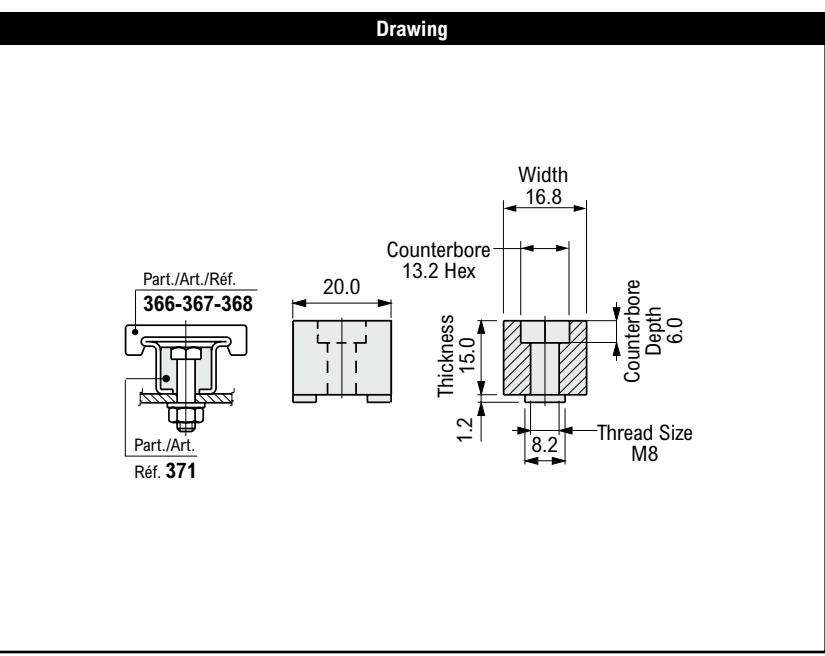 Drawing
Width
16.8
Counterbore
13.2 Hex
Part./Art./Réf.
366-367-368
20.0
Thickness
15.0
Counterbore
Depth
6.0
1.2
8.2
Thread Size
M8
Part./Art.
Réf. 371